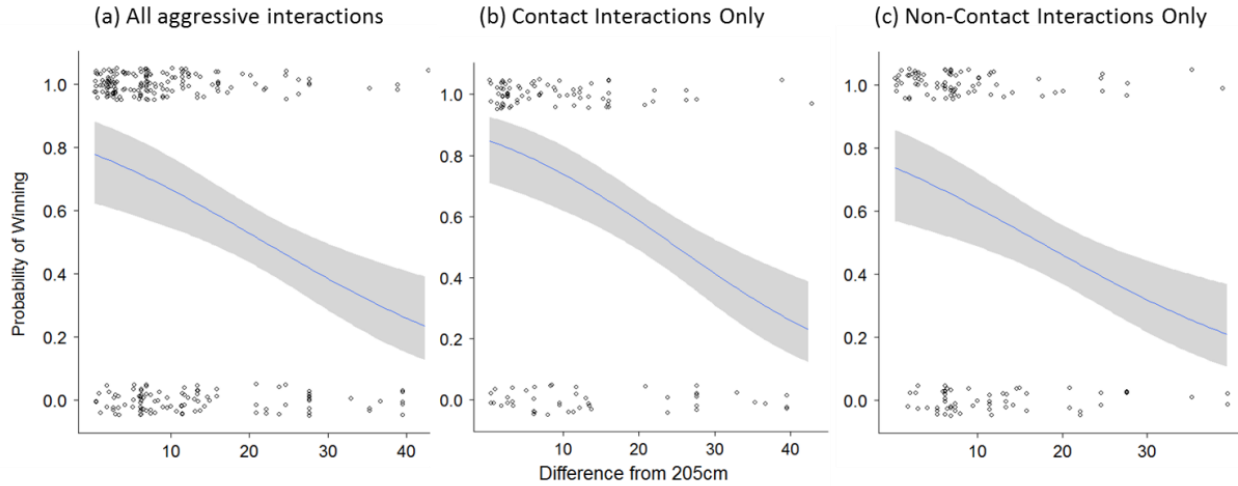 (a) All aggressive interactions
(b) Contact Interactions Only
(c) Non-Contact Interactions Only
Probability of Winning
1.0
0.8
0.6
0.4
0.2
0.0
10 20 30 40
1.0
0.8
0.6
0.4
0.2
0.0
10 20 30 40
1.0
0.8
0.6
0.4
0.2
0.0
10 20 30
Difference from 205cm